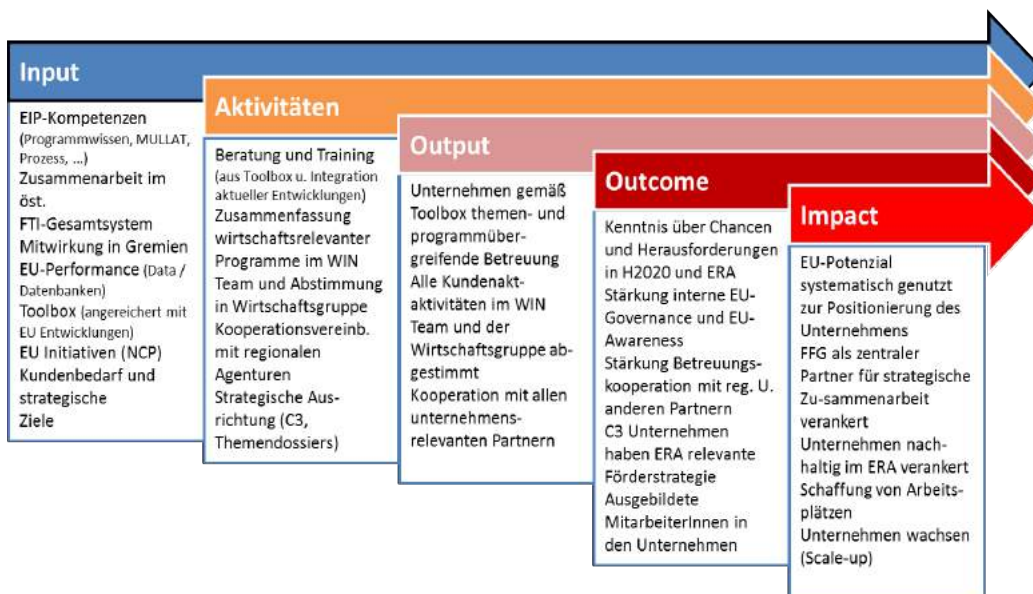 Input
EIP-Kompetenzen
(Programmwissen, MULLAT,
Prozess, ...)
Zusammenarbeit im
öst.
FTI-Gesamtsystem
Mitwirkung in Gremien
EU-Performance (Data /
Datenbanken)
Toolbox (angereichert mit
EU Entwicklungen)
EU Initiativen (NCP)
Kundenbedarf und
strategische
Ziele
Aktivitäten
Beratung und Training
(aus Toolbox u. Integration
aktueller Entwicklungen)
Zusammenfassung
wirtschaftsrelevanter
Programme im WIN
Team und Abstimmung
in Wirtschaftsgruppe
Kooperationsvereinb.
mit regionalen
Agenturen
Strategische Aus-
richtung (C3,
Themendossiers)
Output
Unternehmen gemäß
Toolbox themen- und
programmüber-
greifende Betreuung
Alle Kundenakt-
aktivitäten im WIN
Team und der
Wirtschaftsgruppe ab-
gestimmt
Kooperation mit allen
unternehmens-
relevanten Partnern
Outcome
Kenntnis über Chancen
und Herausforderungen
in H2020 und ERA
Stärkung interne EU-
Governance und EU-
Awareness
Stärkung Betreuungs-
kooperation mit reg. U.
anderen Partnern
C3 Unternehmen
haben ERA relevante
Förderstrategie
Ausgebildete
MitarbeiterInnen in
den Unternehmen
Impact
EU-Potenzial
systematisch genutzt
zur Positionierung des
Unternehmens
FFG als zentraler
Partner für strategische
Zu-sammenarbeit
verankert
Unternehmen nach-
haltig im ERA verankert
Schaffung von Arbeits-
plätzen
Unternehmen wachsen
(Scale-up)